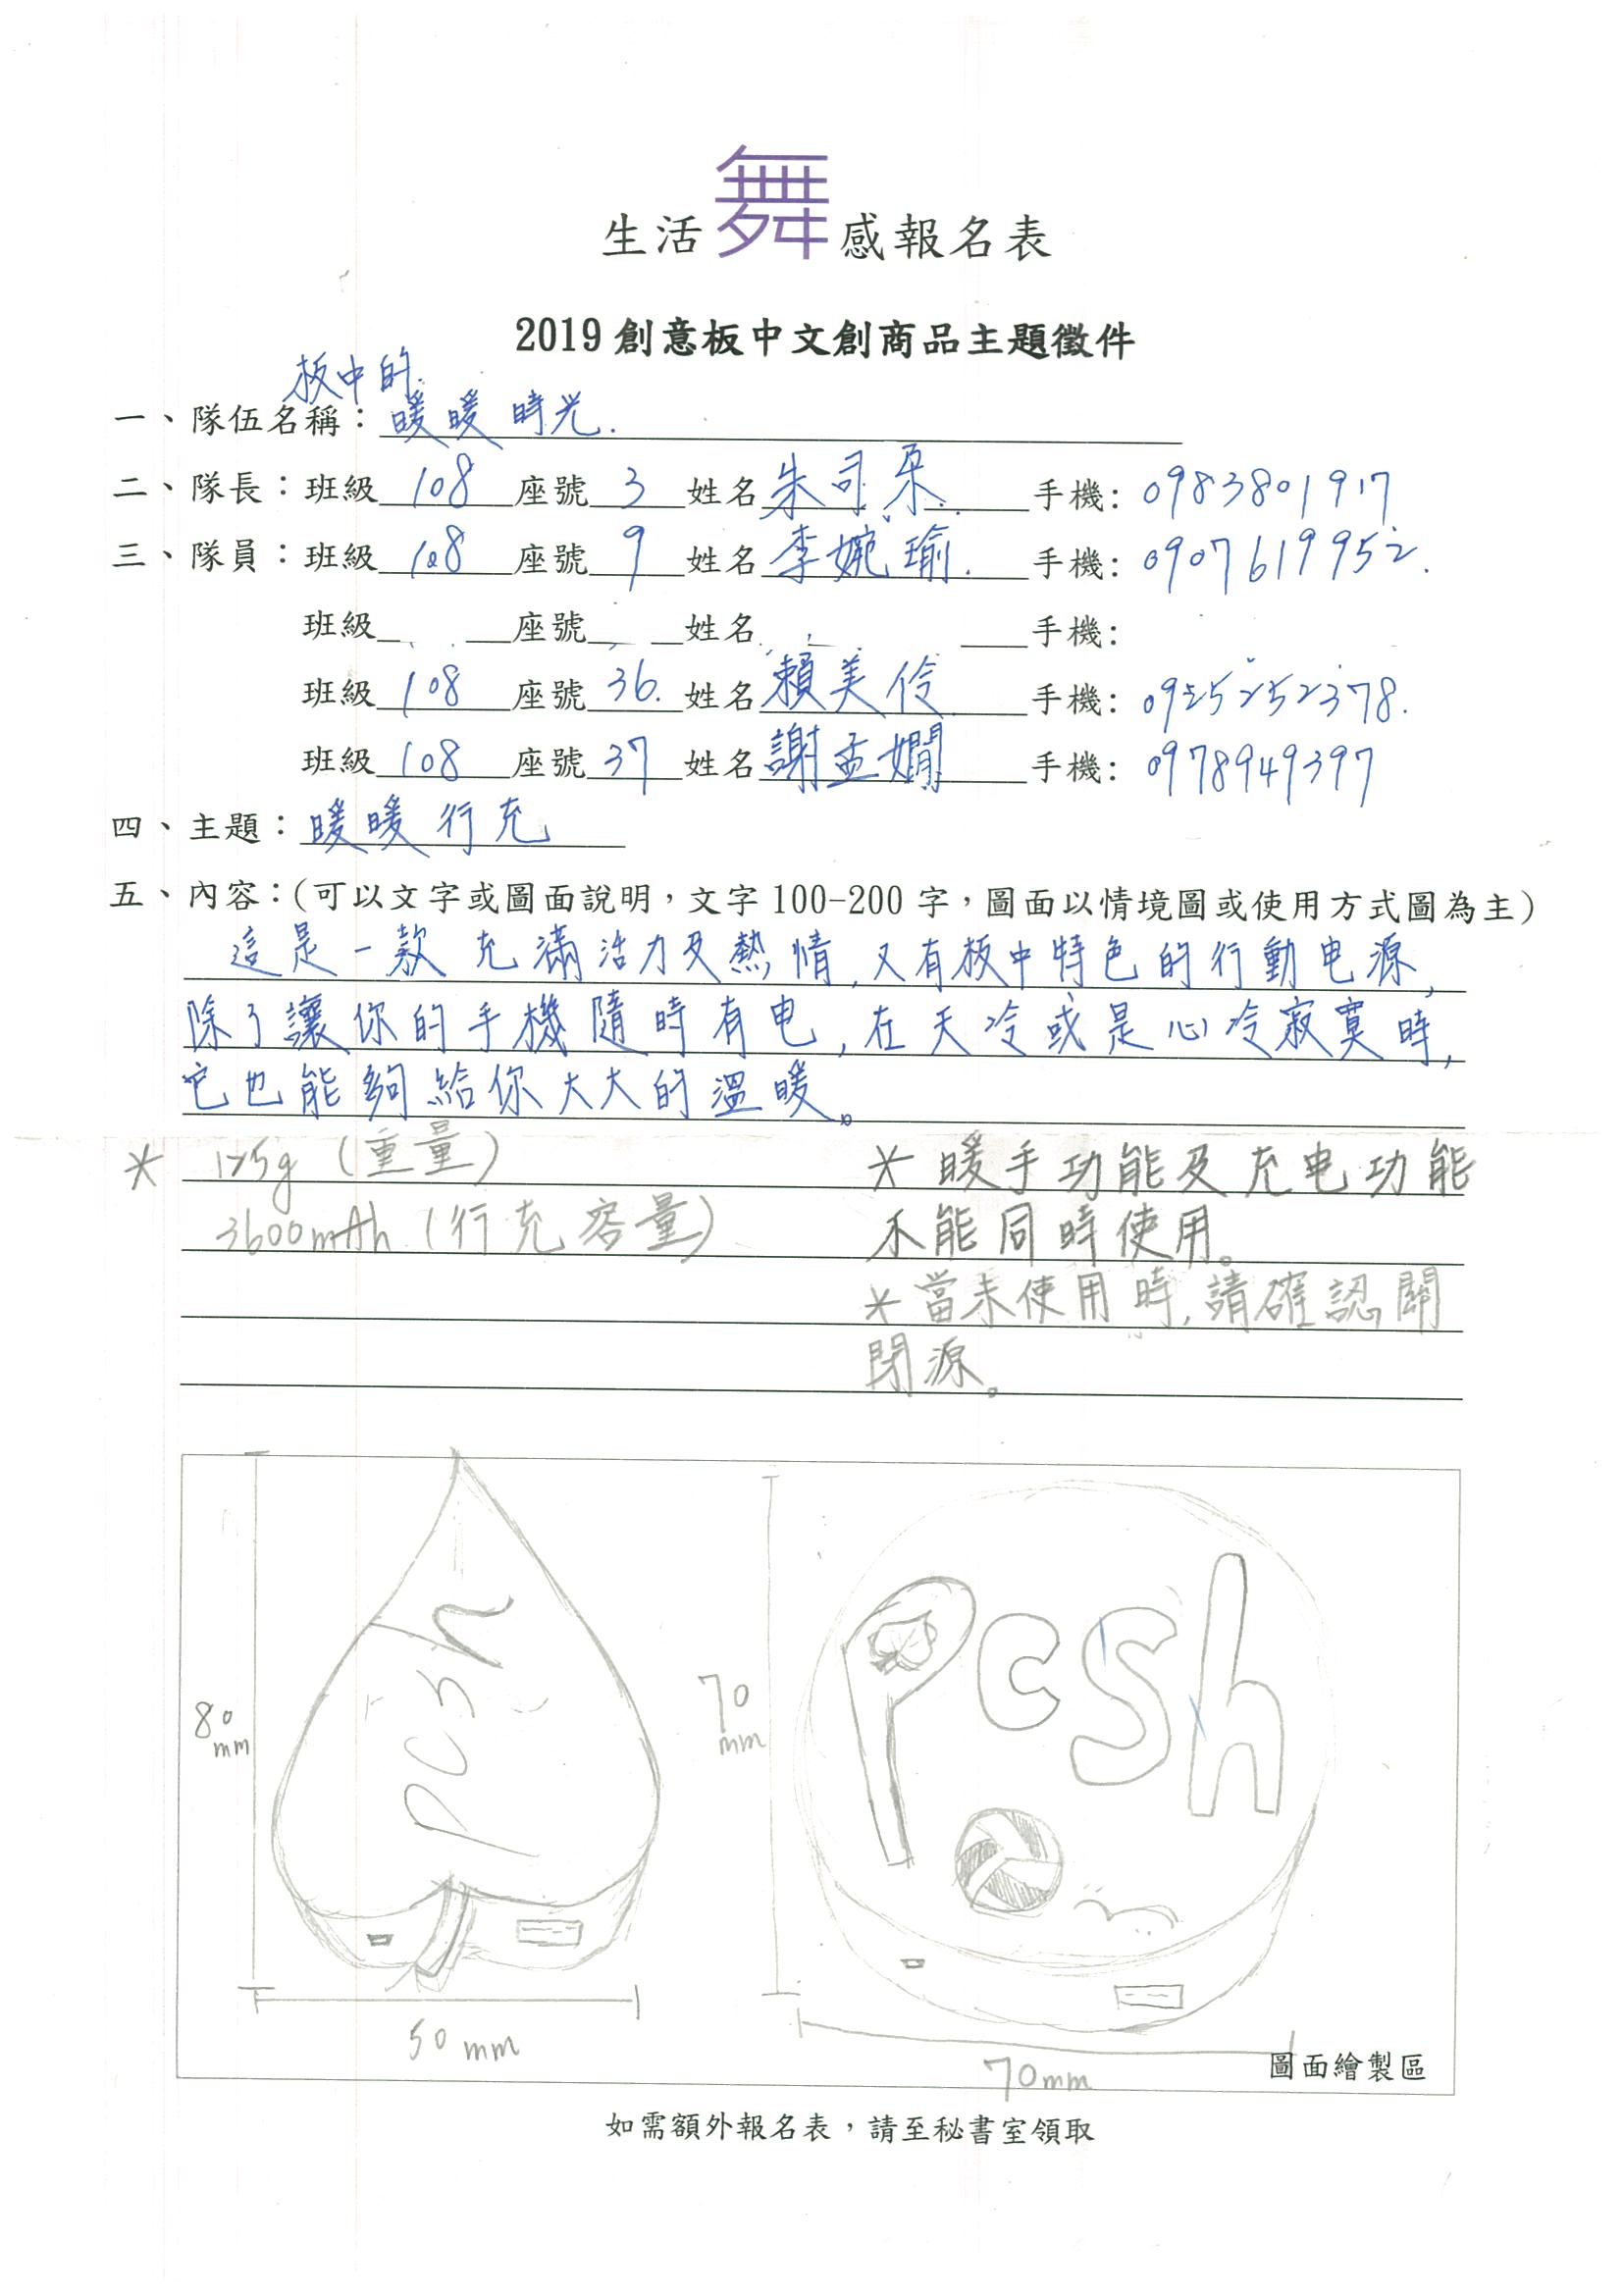 生活舞感報名表
2019 創意板中文創商品主題徵件
板中的
一、隊伍名稱：暖暖時光.
二、隊長：班級 108 座號 3 姓名 朱司朵 手機: 0983801917
三、隊員：班級 108 座號 9 姓名 李婉瑜. 手機: 0907619952.
班級 座號 姓名 手機:
班級 108 座號 36. 姓名 賴美伶 手機: 0925252378.
班級 108 座號 37 姓名 謝孟嫺 手機: 0978949397
四、主題：暖暖行充
五、內容：(可以文字或圖面說明，文字 100-200 字，圖面以情境圖或使用方式圖為主)
這是一款充滿活力及熱情,又有板中特色的行動电源,
除了讓你的手機隨時有电,在天冷或是心冷寂寞時,
它也能夠給你大大的溫暖。
* 125g (重量)
3600mAh (行充容量)
* 暖手功能及充电功能
不能同時使用。
* 當未使用時,請確認關
閉源。
80
mm
pcsh
50 mm
70
mm
Pcsh
70mm
圖面繪製區
如需額外報名表，請至秘書室領取